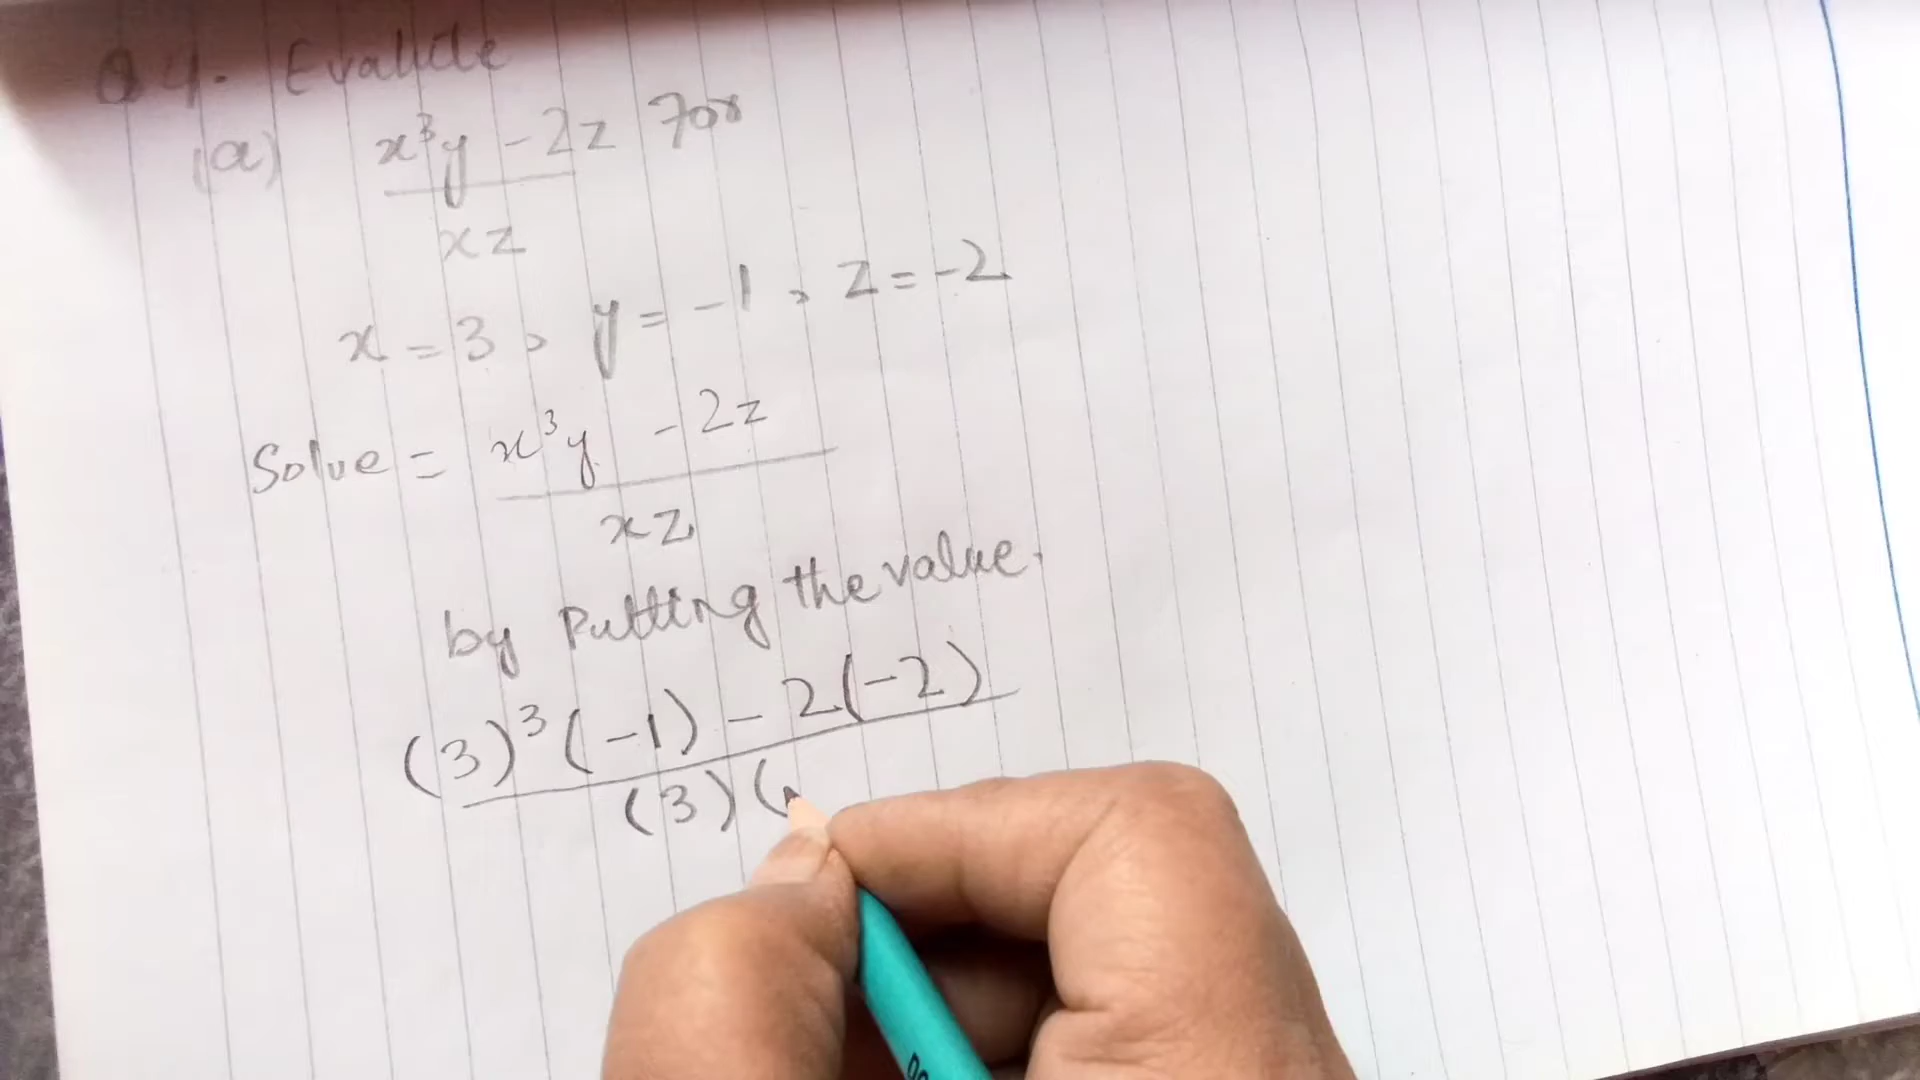 Q4. Evalute
(a) x³y - 2z for
xz
x = 3, y = -1, z = -2
Solve = x³y - 2z
xz
by Putting the value.
(3)³(-1) - 2(-2)
(3)(